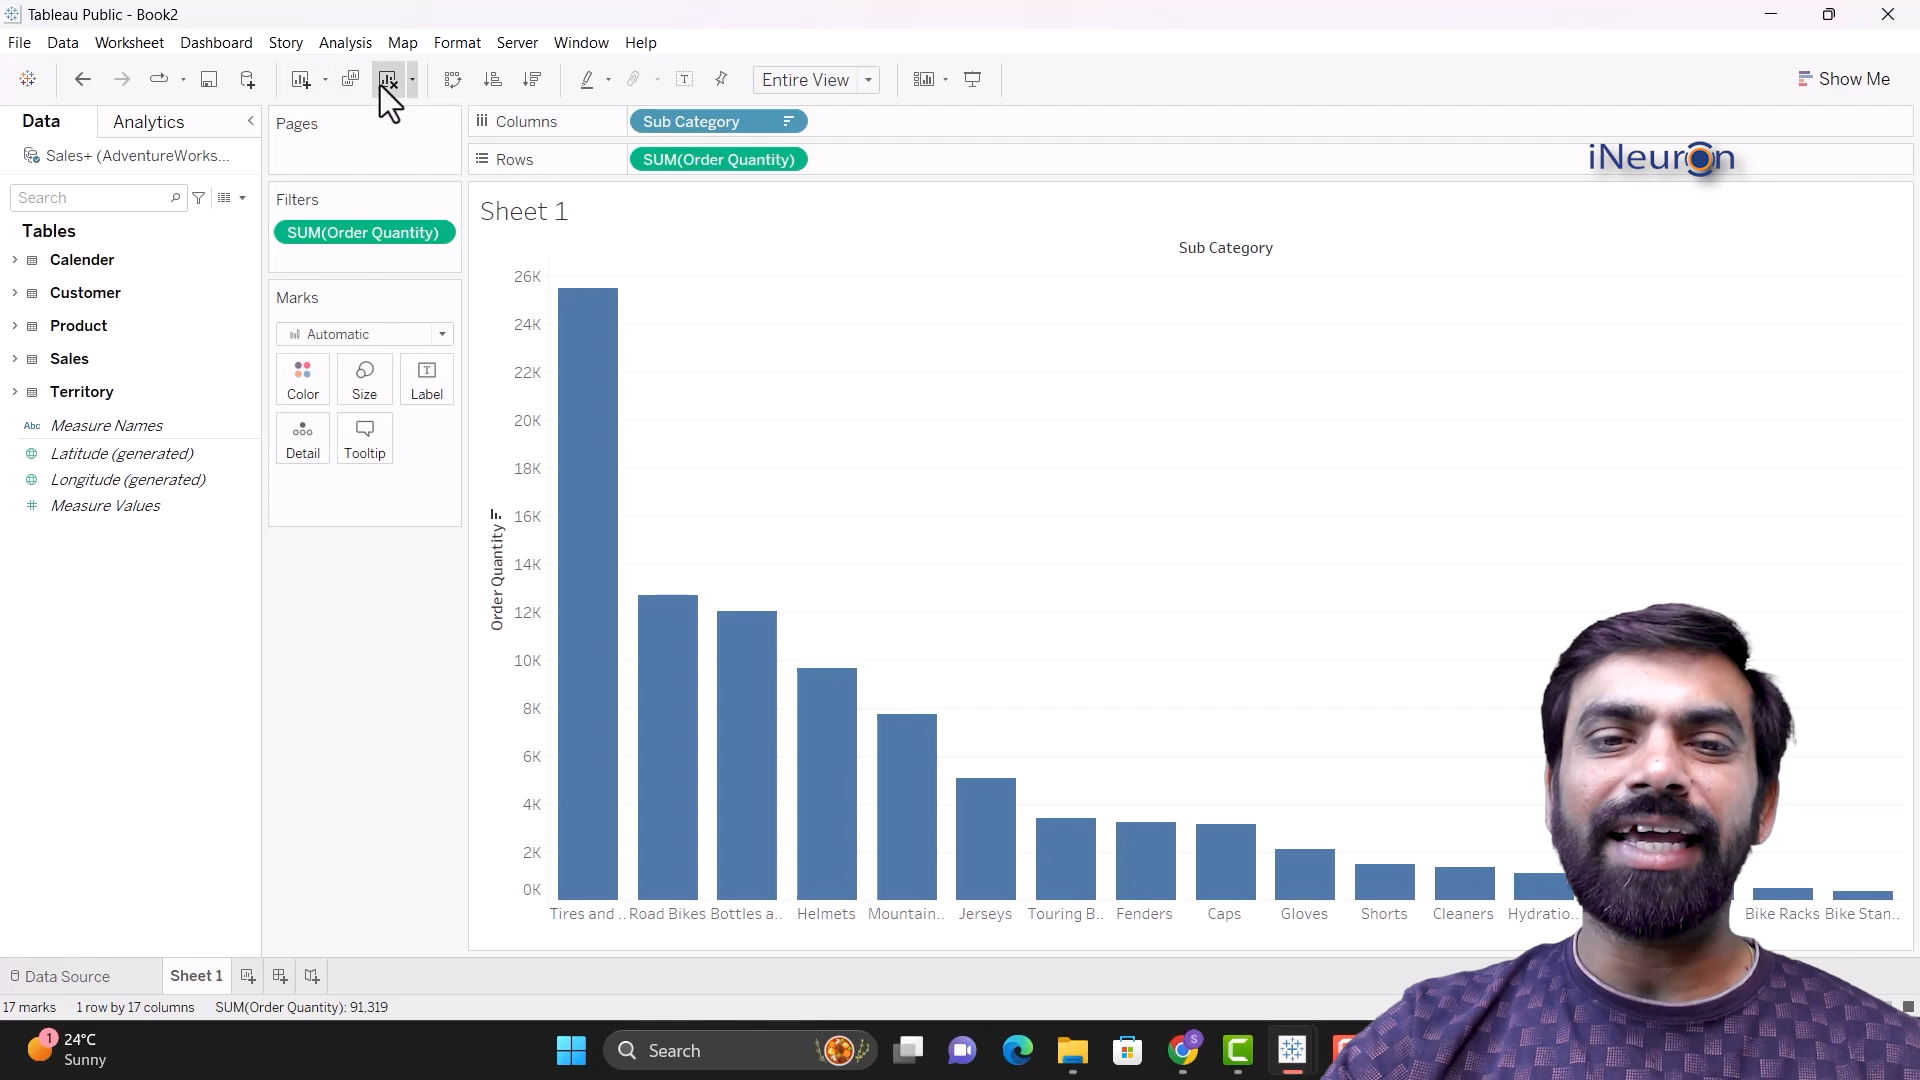 Tableau Public - Book2
File Data Worksheet Dashboard Story Analysis Map Format Server Window Help
Entire View
Show Me
Data Analytics
Pages
Columns Sub Category
Sales+ (AdventureWorks...
Rows SUM(Order Quantity)
iNeuron
Search
Filters
SUM(Order Quantity)
Sheet 1
Tables
Calender
Customer
Product
Sales
Territory
Abc Measure Names
Latitude (generated)
Longitude (generated)
Measure Values
Marks
Automatic
Color Size Label
Detail Tooltip
Sub Category
26K
24K
22K
20K
18K
16K
14K
12K
10K
8K
6K
4K
2K
0K
Order Quantity
Tires and .. Road Bikes Bottles a.. Helmets Mountain.. Jerseys Touring B.. Fenders Caps Gloves Shorts Cleaners Hydratio.. Bike Racks Bike Stan..
Data Source Sheet 1
17 marks 1 row by 17 columns SUM(Order Quantity): 91,319
1
24°C
Sunny
Search
S